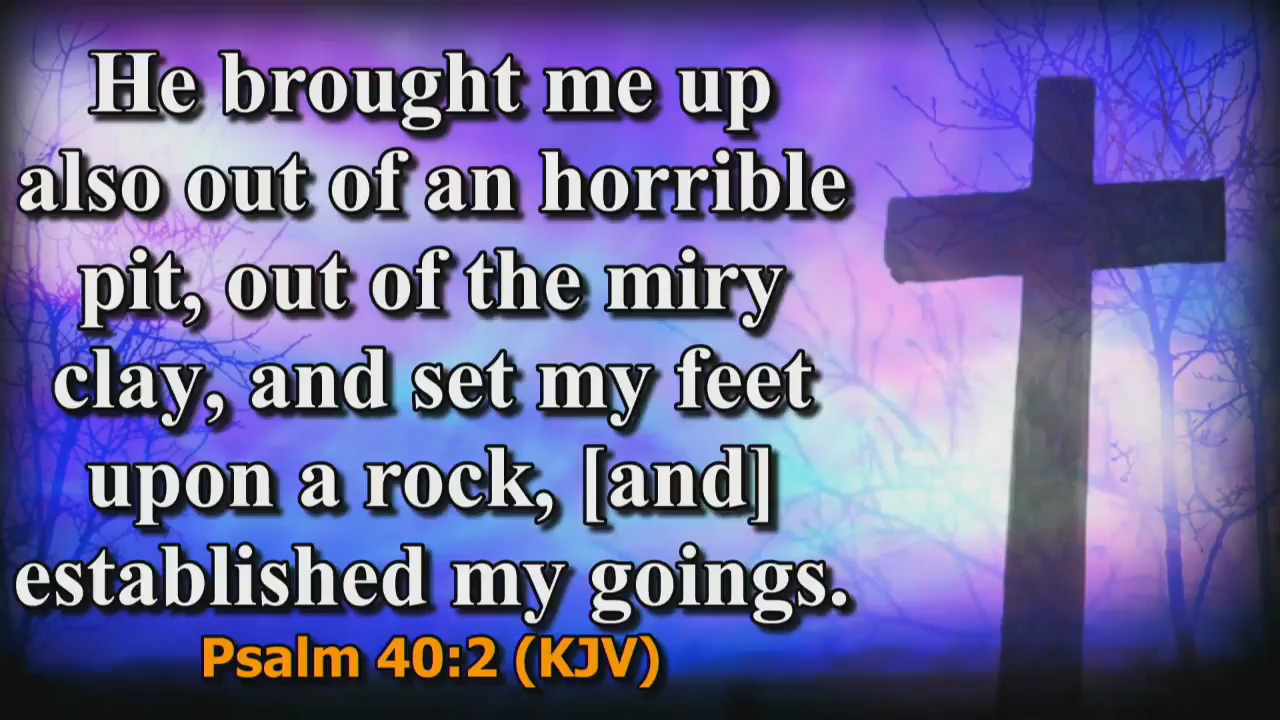 He brought me up
also out of an horrible
pit, out of the miry
clay, and set my feet
upon a rock, [and]
established my goings.
Psalm 40:2 (KJV)